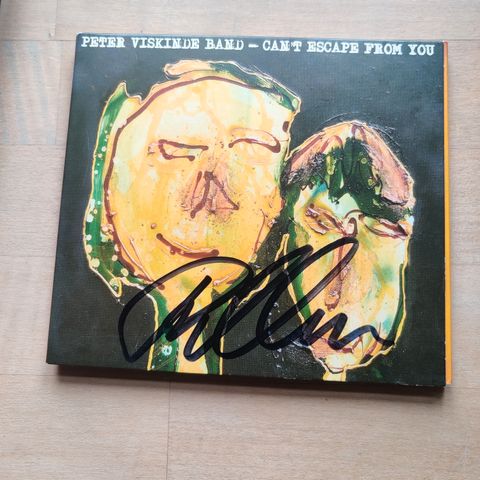 PETER VISKINDE BAND – CAN'T ESCAPE FROM YOU